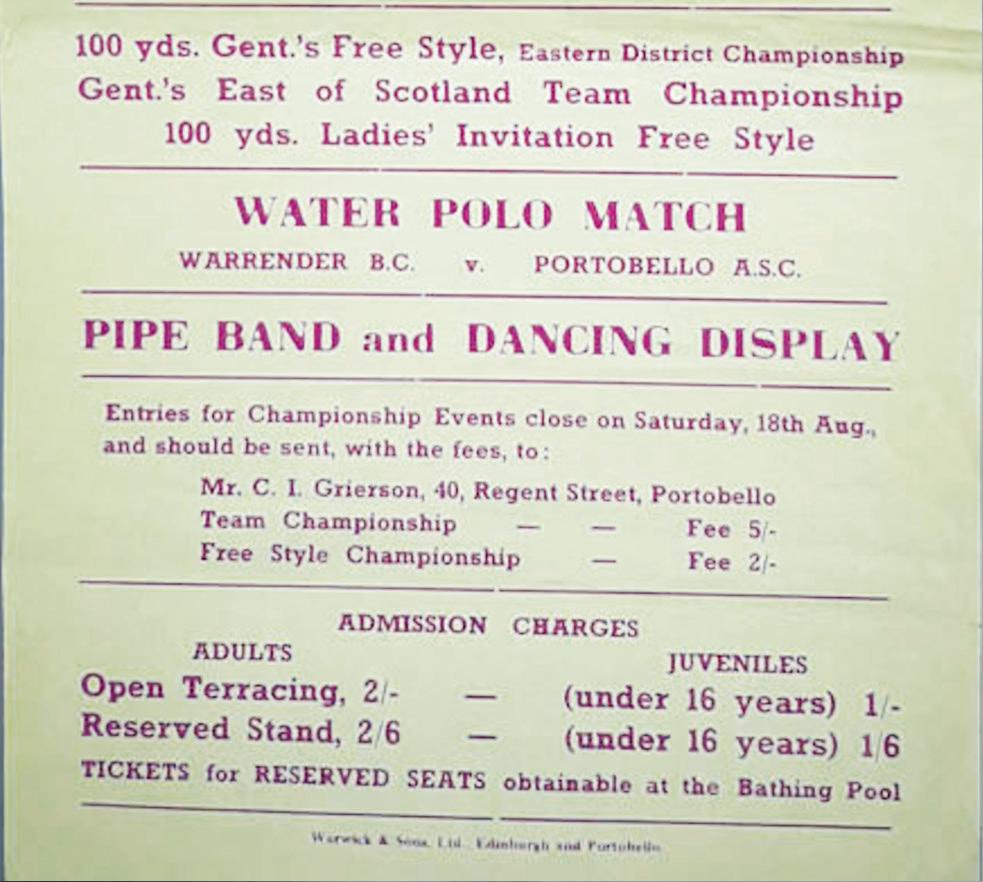 100 yds. Gent.'s Free Style, Eastern District Championship
Gent.'s East of Scotland Team Championship
100 yds. Ladies' Invitation Free Style
WATER POLO MATCH
WARRENDER B.C. v. PORTOBELLO A.S.C.
PIPE BAND and DANCING DISPLAY
Entries for Championship Events close on Saturday, 18th Aug.,
and should be sent, with the fees, to:
Mr. C. I. Grierson, 40, Regent Street, Portobello
Team Championship — — Fee 5/-
Free Style Championship — Fee 2/-
ADMISSION CHARGES
ADULTS JUVENILES
Open Terracing, 2/- — (under 16 years) 1/-
Reserved Stand, 2/6 — (under 16 years) 1/6
TICKETS for RESERVED SEATS obtainable at the Bathing Pool
Warwick & Sons, Ltd., Edinburgh and Portobello